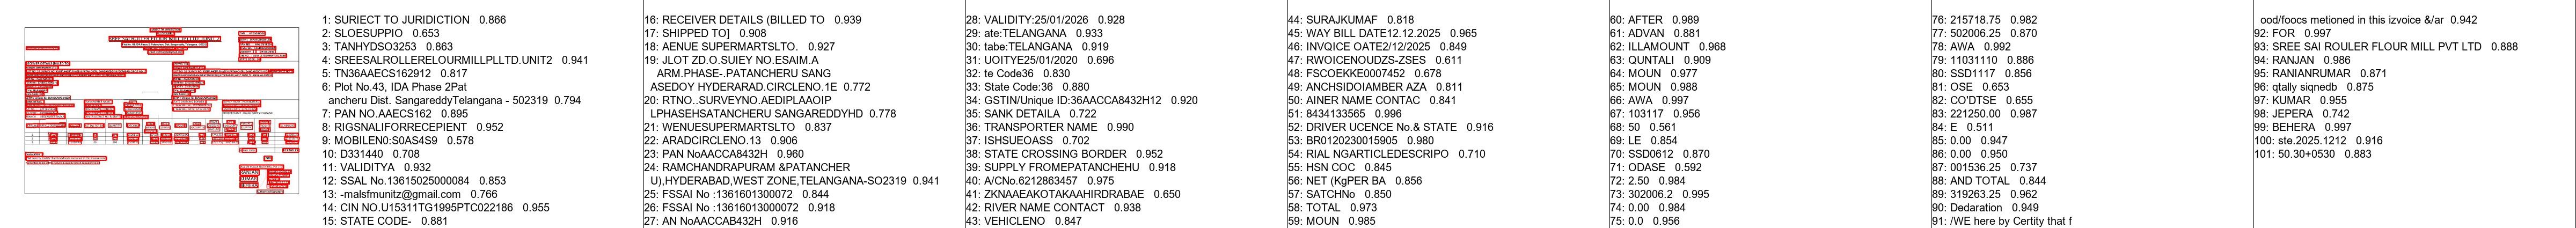 1: SURIECT TO JURIDICTION 0.866
2: SLOESUPPIO 0.653
3: TANHYDSO3253 0.863
4: SREESALROLLERELOURMILLPLLTD.UNIT2 0.941
5: TN36AAECS162912 0.817
6: Plot No.43, IDA Phase 2Pat
ancheru Dist. SangareddyTelangana - 502319 0.794
7: PAN NO.AAECS162 0.895
8: RIGSNALIFORRECEPIENT 0.952
9: MOBILEN0:S0AS4S9 0.578
10: D331440 0.708
11: VALIDITYA 0.932
12: SSAL No.13615025000084 0.853
13: -malsfmunitz@gmail.com 0.766
14: CIN NO.U15311TG1995PTC022186 0.955
15: STATE CODE- 0.881
16: RECEIVER DETAILS (BILLED TO 0.939
17: SHIPPED TO] 0.908
18: AENUE SUPERMARTSLTO. 0.927
19: JLOT ZD.O.SUIEY NO.ESAIM.A
ARM.PHASE-.PATANCHERU SANG
ASEDOY HYDERARAD.CIRCLENO.1E 0.772
20: RTNO..SURVEYNO.AEDIPLAAOIP
LPHASEHSATANCHERU SANGAREDDYHD 0.778
21: WENUESUPERMARTSLTO 0.837
22: ARADCIRCLENO.13 0.906
23: PAN NoAACCA8432H 0.960
24: RAMCHANDRAPURAM &PATANCHER
U),HYDERABAD,WEST ZONE,TELANGANA-SO2319 0.941
25: FSSAI No :1361601300072 0.844
26: FSSAI No :13616013000072 0.918
27: AN NoAACCAB432H 0.916
28: VALIDITY:25/01/2026 0.928
29: ate:TELANGANA 0.933
30: tabe:TELANGANA 0.919
31: UOITYE25/01/2020 0.696
32: te Code36 0.830
33: State Code:36 0.880
34: GSTIN/Unique ID:36AACCA8432H12 0.920
35: SANK DETAILA 0.722
36: TRANSPORTER NAME 0.990
37: ISHSUEOASS 0.702
38: STATE CROSSING BORDER 0.952
39: SUPPLY FROMEPATANCHEHU 0.918
40: A/CNo.6212863457 0.975
41: ZKNAAEAKOTAKAAHIRDRABAE 0.650
42: RIVER NAME CONTACT 0.938
43: VEHICLENO 0.847
44: SURAJKUMAF 0.818
45: WAY BILL DATE12.12.2025 0.965
46: INVQICE OATE2/12/2025 0.849
47: RWOICENOUDZS-ZSES 0.611
48: FSCOEKKE0007452 0.678
49: ANCHSIDOIAMBER AZA 0.811
50: AINER NAME CONTAC 0.841
51: 8434133565 0.996
52: DRIVER UCENCE No.& STATE 0.916
53: BR01202300​15905 0.980
54: RIAL NGARTICLEDESCRIPO 0.710
55: HSN COC 0.845
56: NET (KgPER BA 0.856
57: SATCHNo 0.850
58: TOTAL 0.973
59: MOUN 0.985
60: AFTER 0.989
61: ADVAN 0.881
62: ILLAMOUNT 0.968
63: QUNTALI 0.909
64: MOUN 0.977
65: MOUN 0.988
66: AWA 0.997
67: 103117 0.956
68: 50 0.561
69: LE 0.854
70: SSD0612 0.870
71: ODASE 0.592
72: 2.50 0.984
73: 302006.2 0.995
74: 0.00 0.984
75: 0.0 0.956
76: 215718.75 0.982
77: 502006.25 0.870
78: AWA 0.992
79: 11031110 0.886
80: SSD1117 0.856
81: OSE 0.653
82: CO'DTSE 0.655
83: 221250.00 0.987
84: E 0.511
85: 0.00 0.947
86: 0.00 0.950
87: 001536.25 0.737
88: AND TOTAL 0.844
89: 319263.25 0.962
90: Dedaration 0.949
91: /WE here by Certity that f
ood/foocs metioned in this izvoice &/ar 0.942
92: FOR 0.997
93: SREE SAI ROULER FLOUR MILL PVT LTD 0.888
94: RANJAN 0.986
95: RANIANRUMAR 0.871
96: qtally siqnedb 0.875
97: KUMAR 0.955
98: JEPERA 0.742
99: BEHERA 0.997
100: ste.2025.1212 0.916
101: 50.30+0530 0.883